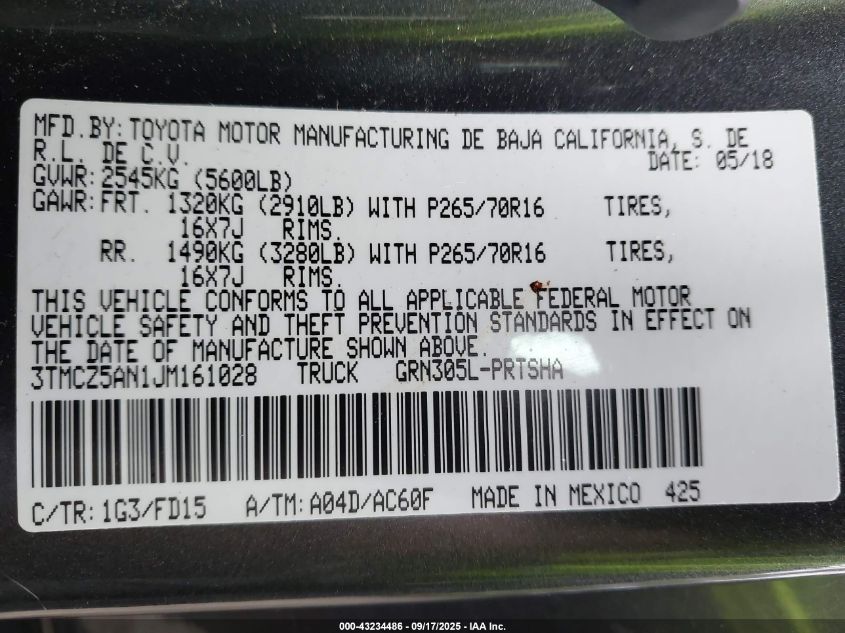 MFD.BY: TOYOTA MOTOR MANUFACTURING DE BAJA CALIFORNIA, S. DE
R.L. DE C.V. DATE: 05/18
GVWR: 2545KG (5600LB)
GAWR: FRT. 1320KG (2910LB) WITH P265/70R16 TIRES,
16X7J RIMS.
RR. 1490KG (3280LB) WITH P265/70R16 TIRES,
16X7J RIMS.
THIS VEHICLE CONFORMS TO ALL APPLICABLE FEDERAL MOTOR
VEHICLE SAFETY AND THEFT PREVENTION STANDARDS IN EFFECT ON
THE DATE OF MANUFACTURE SHOWN ABOVE.
3TMCZ5AN1JM161028 TRUCK GRN305L-PRTSHA
C/TR: 1G3/FD15 A/TM: A04D/AC60F MADE IN MEXICO 425
000-43234486 - 09/17/2025 - IAA Inc.